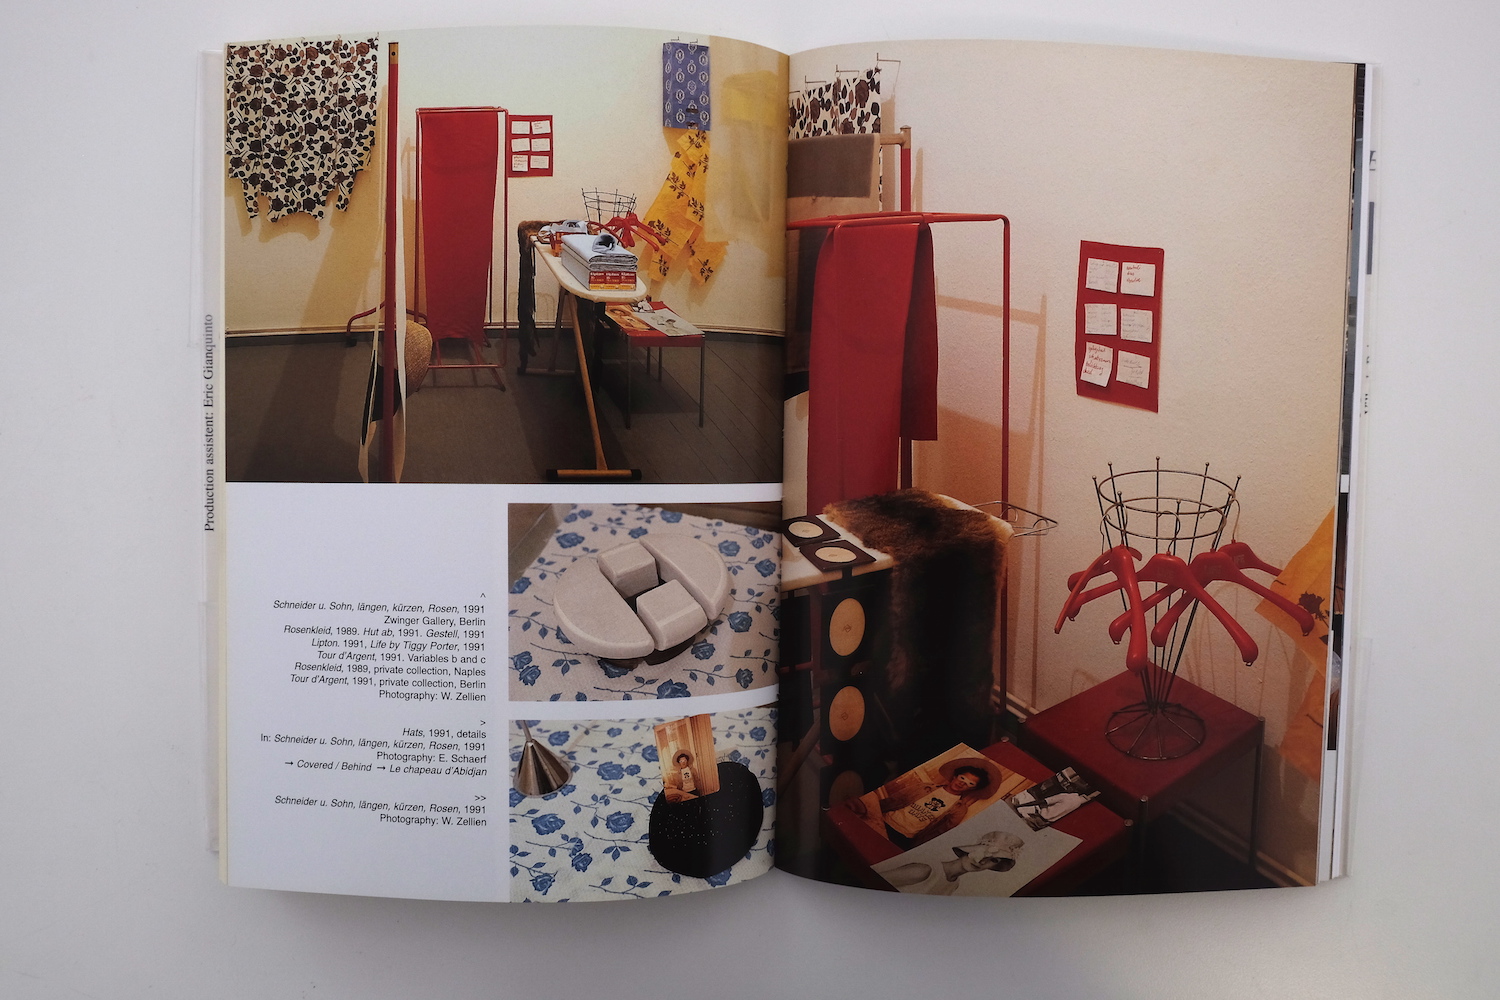 Production assistent: Eric Gianquinto
^
Schneider u. Sohn, längen, kürzen, Rosen, 1991
Zwinger Gallery, Berlin
Rosenkleid, 1989. Hut ab, 1991. Gestell, 1991
Lipton. 1991, Life by Tiggy Porter, 1991
Tour d'Argent, 1991. Variables b and c
Rosenkleid, 1989, private collection, Naples
Tour d'Argent, 1991, private collection, Berlin
Photography: W. Zellien
>
Hats, 1991, details
In: Schneider u. Sohn, längen, kürzen, Rosen, 1991
Photography: E. Schaerf
→ Covered / Behind → Le chapeau d'Abidjan
>>
Schneider u. Sohn, längen, kürzen, Rosen, 1991
Photography: W. Zellien